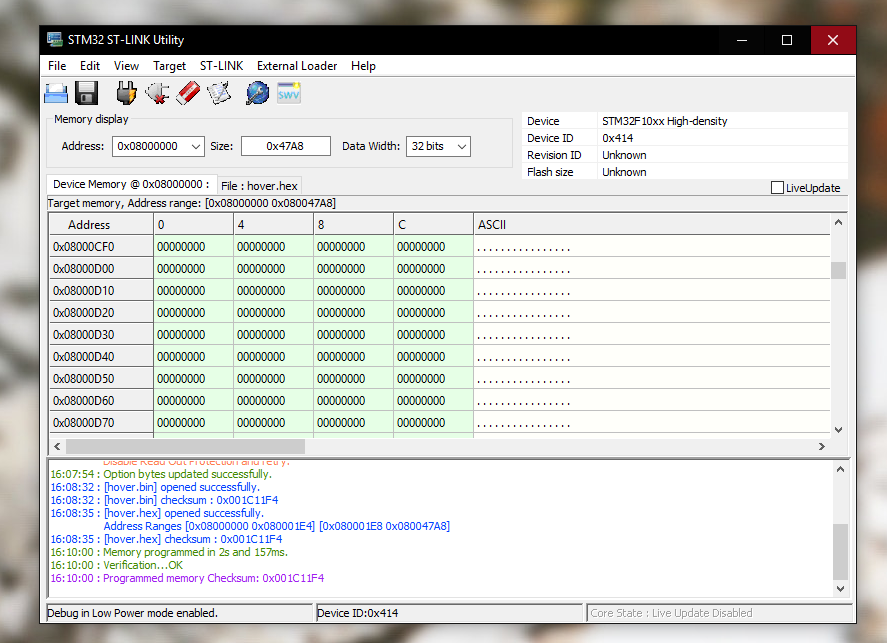 STM32 ST-LINK Utility
File Edit View Target ST-LINK External Loader Help
SWV
Memory display
Address: 0x08000000 Size: 0x47A8 Data Width: 32 bits
Device STM32F10xx High-density
Device ID 0x414
Revision ID Unknown
Flash size Unknown
Device Memory @ 0x08000000 : File : hover.hex
LiveUpdate
Target memory, Address range: [0x08000000 0x080047A8]
Address 0 4 8 C ASCII
0x08000CF0 00000000 00000000 00000000 00000000 ...............
0x08000D00 00000000 00000000 00000000 00000000 ...............
0x08000D10 00000000 00000000 00000000 00000000 ...............
0x08000D20 00000000 00000000 00000000 00000000 ...............
0x08000D30 00000000 00000000 00000000 00000000 ...............
0x08000D40 00000000 00000000 00000000 00000000 ...............
0x08000D50 00000000 00000000 00000000 00000000 ...............
0x08000D60 00000000 00000000 00000000 00000000 ...............
0x08000D70 00000000 00000000 00000000 00000000 ...............
Disable Read Out Protection and retry.
16:07:54 : Option bytes updated successfully.
16:08:32 : [hover.bin] opened successfully.
16:08:32 : [hover.bin] checksum : 0x001C11F4
16:08:35 : [hover.hex] opened successfully.
Address Ranges [0x08000000 0x080001E4] [0x080001E8 0x080047A8]
16:08:35 : [hover.hex] checksum : 0x001C11F4
16:10:00 : Memory programmed in 2s and 157ms.
16:10:00 : Verification...OK
16:10:00 : Programmed memory Checksum: 0x001C11F4
Debug in Low Power mode enabled. Device ID:0x414 Core State : Live Update Disabled